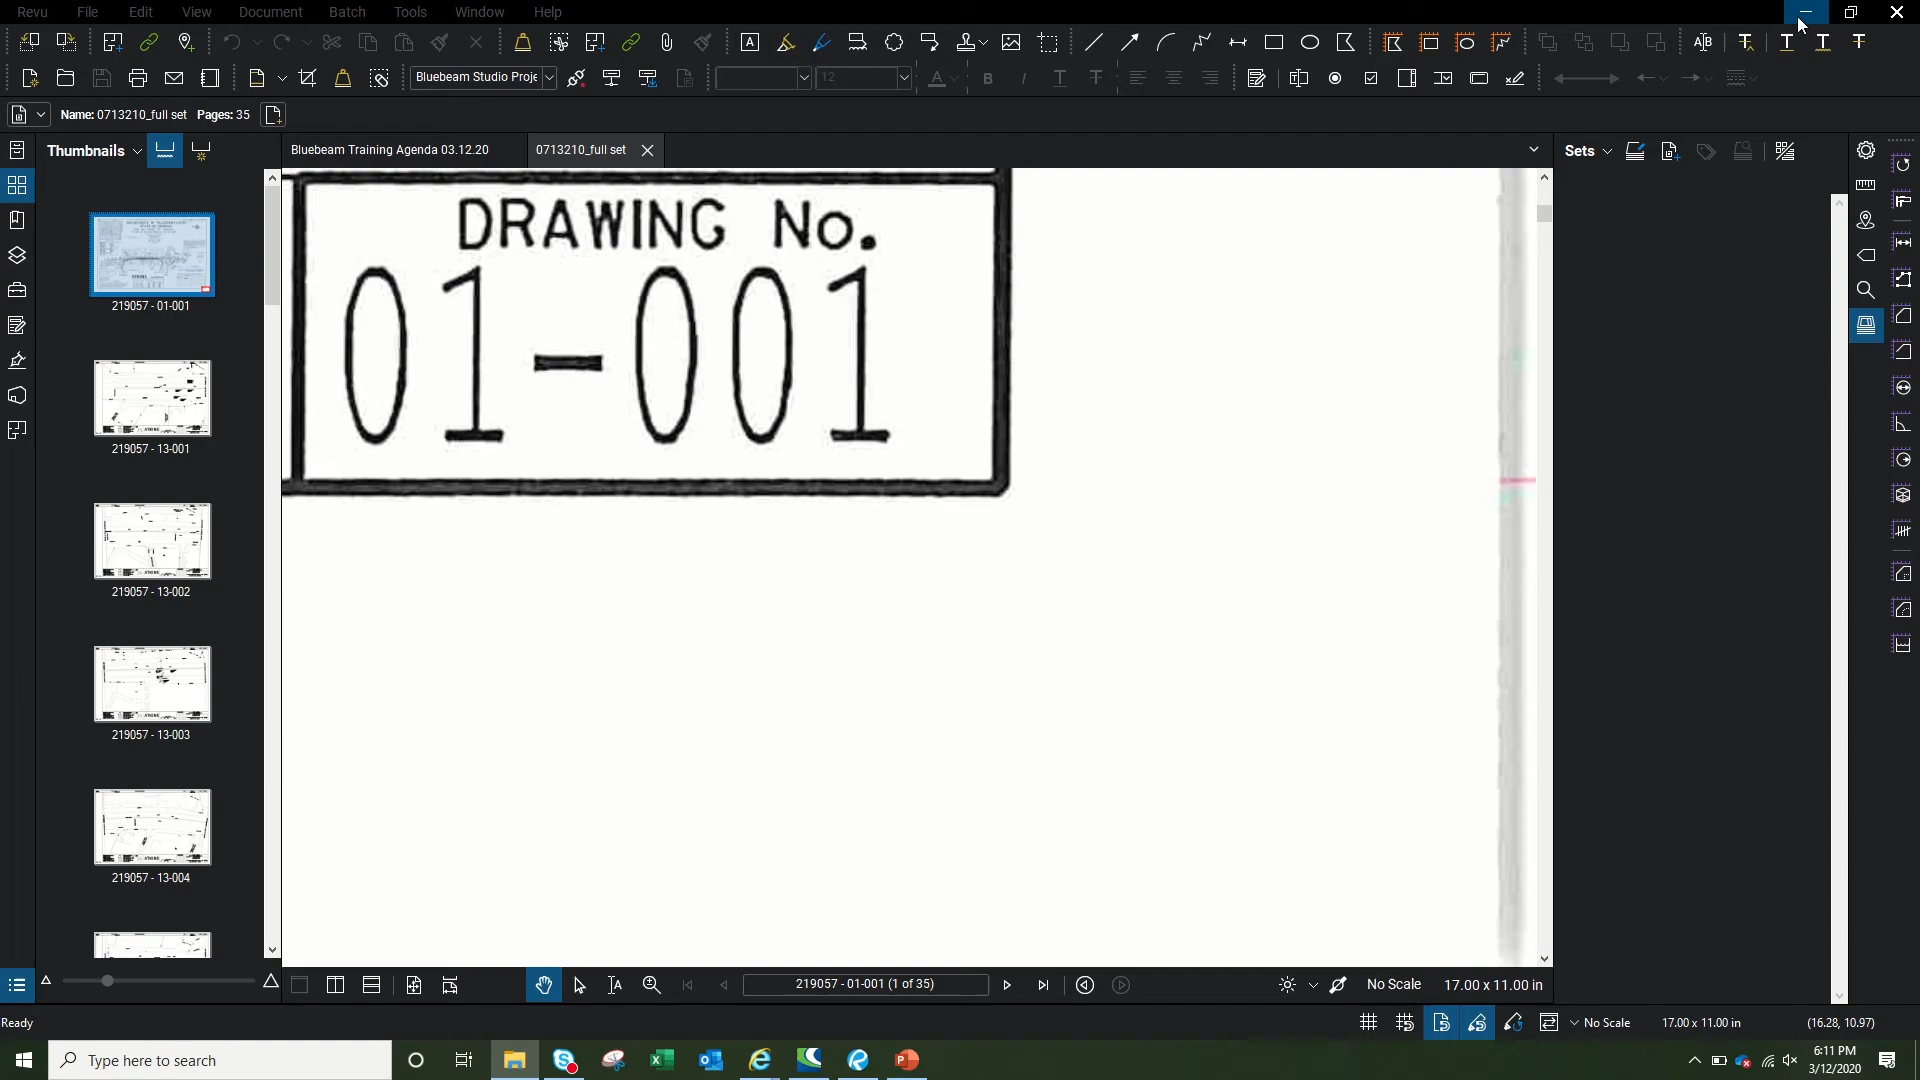 Revu File Edit View Document Batch Tools Window Help
Bluebeam Studio Proje 12
Name: 0713210_full set Pages: 35
Thumbnails
Bluebeam Training Agenda 03.12.20
0713210_full set
Sets
219057 - 01-001
219057 - 13-001
219057 - 13-002
219057 - 13-003
219057 - 13-004
DRAWING No.
01-001
219057 - 01-001 (1 of 35)
No Scale
17.00 x 11.00 in
Ready
No Scale
17.00 x 11.00 in
(16.28, 10.97)
Type here to search
6:11 PM
3/12/2020